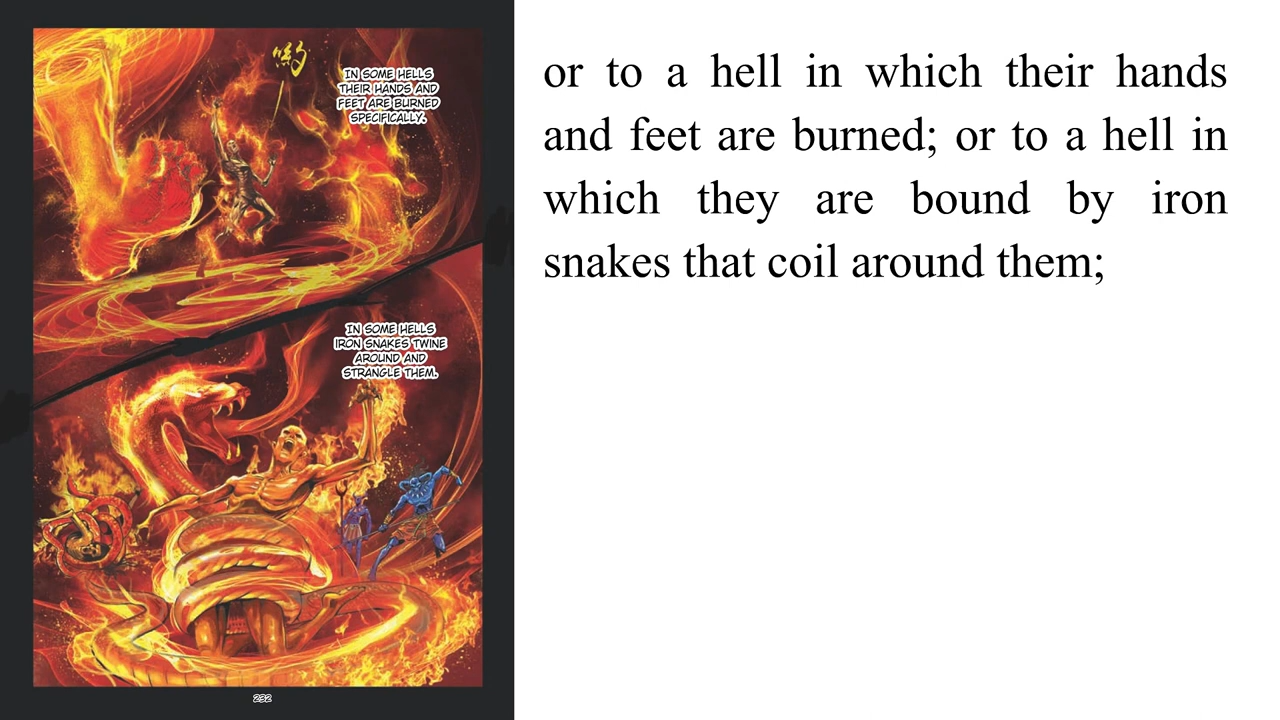 IN SOME HELLS
THEIR HANDS AND
FEET ARE BURNED
SPECIFICALLY.
IN SOME HELLS
IRON SNAKES TWINE
AROUND AND
STRANGLE THEM.
232
or to a hell in which their hands
and feet are burned; or to a hell in
which they are bound by iron
snakes that coil around them;